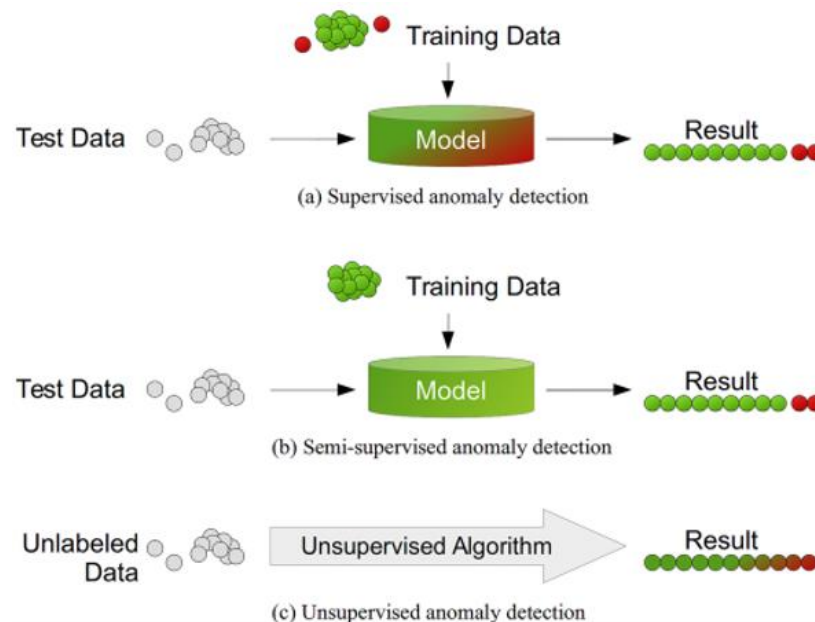 Training Data
Test Data
Model
Result
(a) Supervised anomaly detection
Training Data
Test Data
Model
Result
(b) Semi-supervised anomaly detection
Unlabeled
Data
Unsupervised Algorithm
Result
(c) Unsupervised anomaly detection